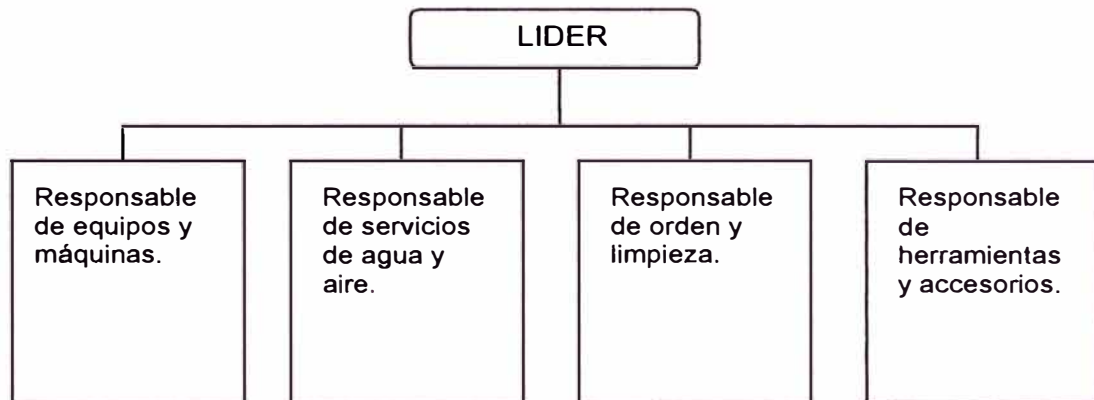 LIDER
Responsable
de equipos y
máquinas.
Responsable
de servicios
de agua y
aire.
Responsable
de orden y
limpieza.
Responsable
de
herramientas
y accesorios.